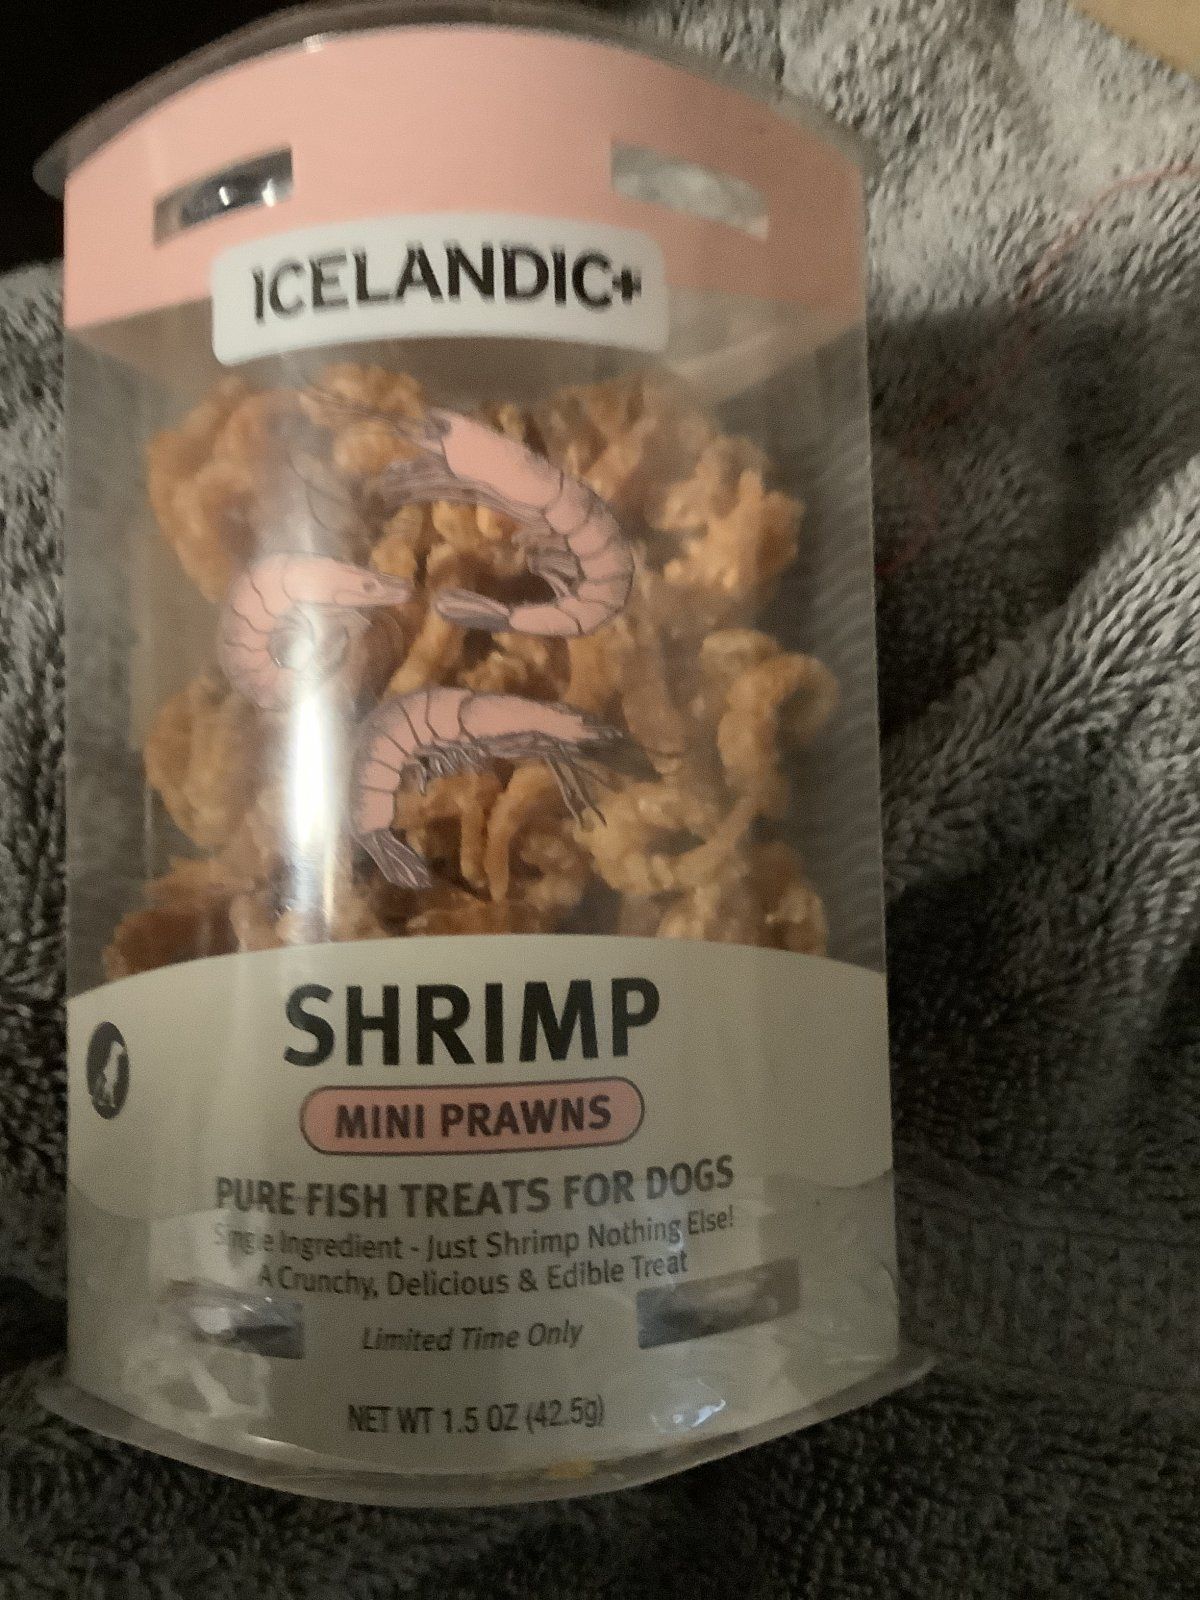 ICELANDIC+
SHRIMP
MINI PRAWNS
PURE FISH TREATS FOR DOGS
Single Ingredient - Just Shrimp Nothing Else!
A Crunchy, Delicious & Edible Treat
Limited Time Only
NET WT 1.5 OZ (42.5g)